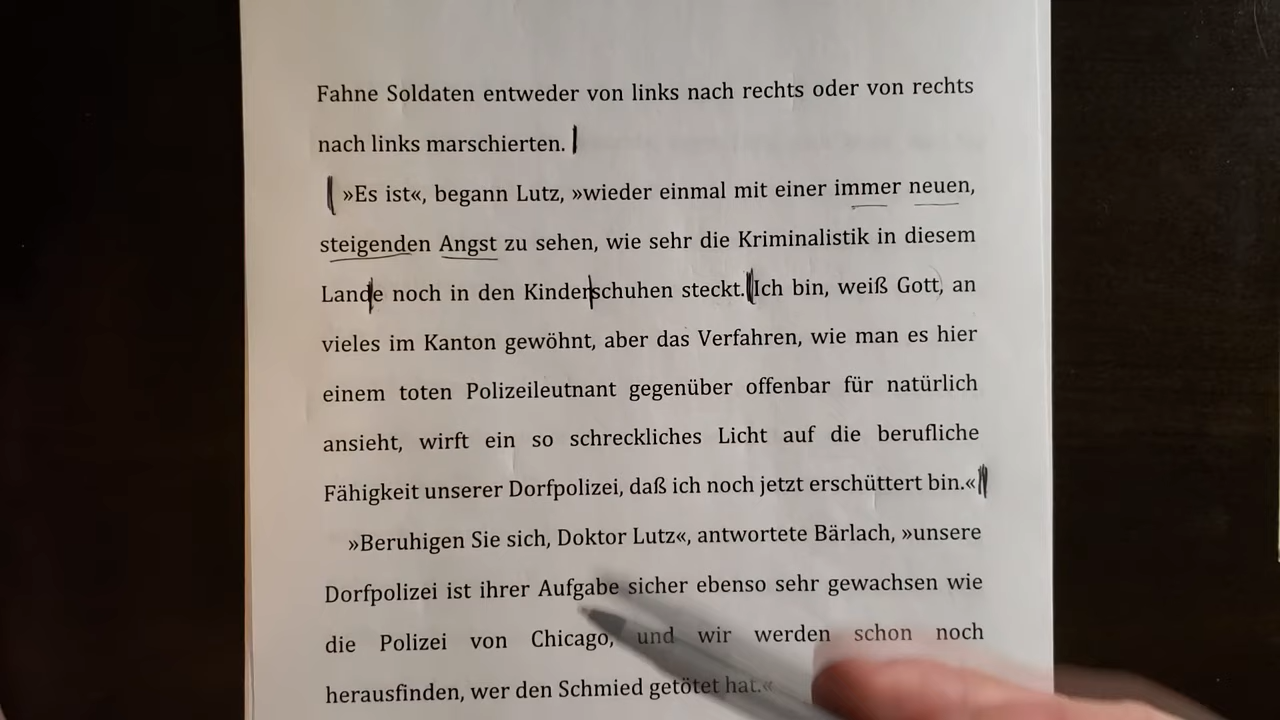 Fahne Soldaten entweder von links nach rechts oder von rechts
nach links marschierten.
»Es ist«, begann Lutz, »wieder einmal mit einer immer neuen,
steigenden Angst zu sehen, wie sehr die Kriminalistik in diesem
Lande noch in den Kinderschuhen steckt. Ich bin, weiß Gott, an
vieles im Kanton gewöhnt, aber das Verfahren, wie man es hier
einem toten Polizeileutnant gegenüber offenbar für natürlich
ansieht, wirft ein so schreckliches Licht auf die berufliche
Fähigkeit unserer Dorfpolizei, daß ich noch jetzt erschüttert bin.«
»Beruhigen Sie sich, Doktor Lutz«, antwortete Bärlach, »unsere
Dorfpolizei ist ihrer Aufgabe sicher ebenso sehr gewachsen wie
die Polizei von Chicago, und wir werden schon noch
herausfinden, wer den Schmied getötet hat.«